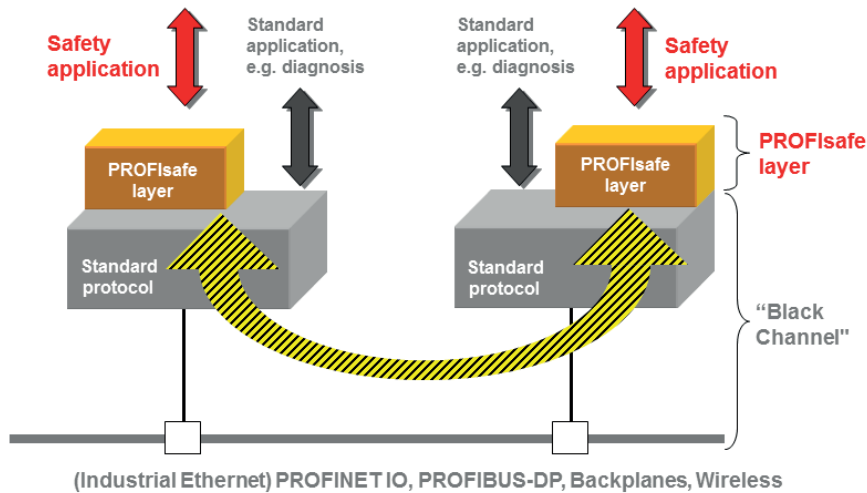 Safety
application
Standard
application,
e.g. diagnosis
Standard
application,
e.g. diagnosis
Safety
application
PROFIsafe
layer
PROFIsafe
layer
PROFIsafe
layer
Standard
protocol
Standard
protocol
“Black
Channel"
(Industrial Ethernet) PROFINET IO, PROFIBUS-DP, Backplanes, Wireless